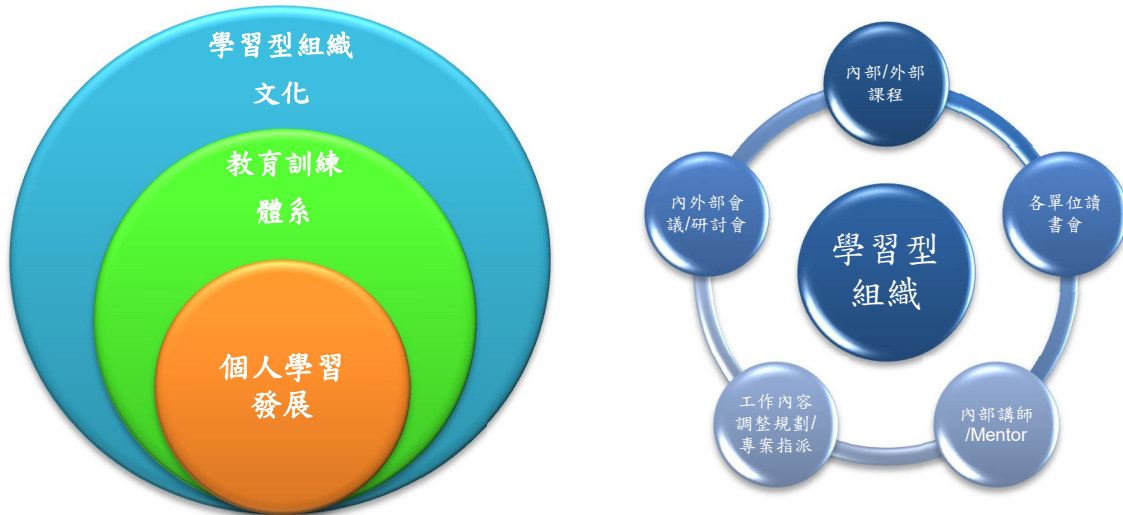 學習型組織
文化
教育訓練
體系
個人學習
發展
內部/外部
課程
各單位讀
書會
內部講師
/Mentor
工作內容
調整規劃/
專案指派
內外部會
議/研討會
學習型
組織